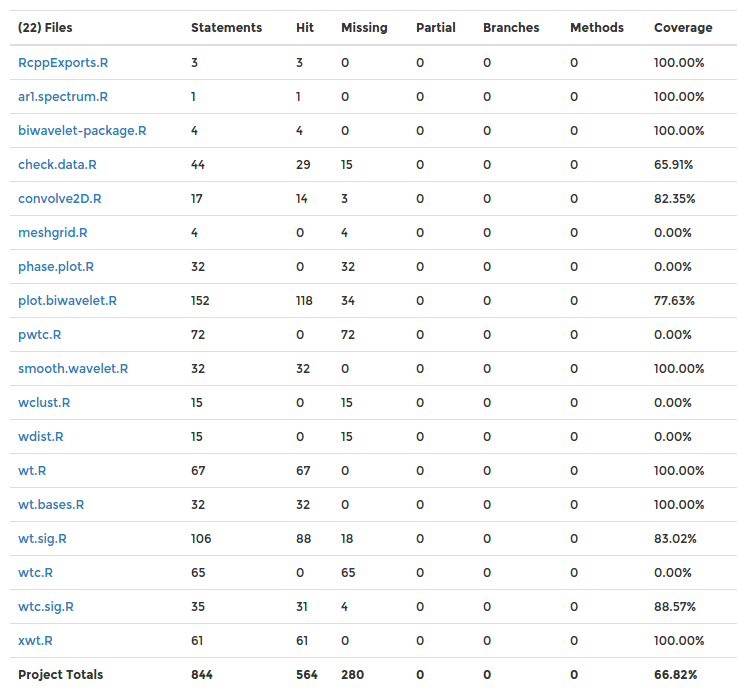 (22) Files Statements Hit Missing Partial Branches Methods Coverage
RcppExports.R 3 3 0 0 0 0 100.00%
ar1.spectrum.R 1 1 0 0 0 0 100.00%
biwavelet-package.R 4 4 0 0 0 0 100.00%
check.data.R 44 29 15 0 0 0 65.91%
convolve2D.R 17 14 3 0 0 0 82.35%
meshgrid.R 4 0 4 0 0 0 0.00%
phase.plot.R 32 0 32 0 0 0 0.00%
plot.biwavelet.R 152 118 34 0 0 0 77.63%
pwtc.R 72 0 72 0 0 0 0.00%
smooth.wavelet.R 32 32 0 0 0 0 100.00%
wclust.R 15 0 15 0 0 0 0.00%
wdist.R 15 0 15 0 0 0 0.00%
wt.R 67 67 0 0 0 0 100.00%
wt.bases.R 32 32 0 0 0 0 100.00%
wt.sig.R 106 88 18 0 0 0 83.02%
wtc.R 65 0 65 0 0 0 0.00%
wtc.sig.R 35 31 4 0 0 0 88.57%
xwt.R 61 61 0 0 0 0 100.00%
Project Totals 844 564 280 0 0 0 66.82%